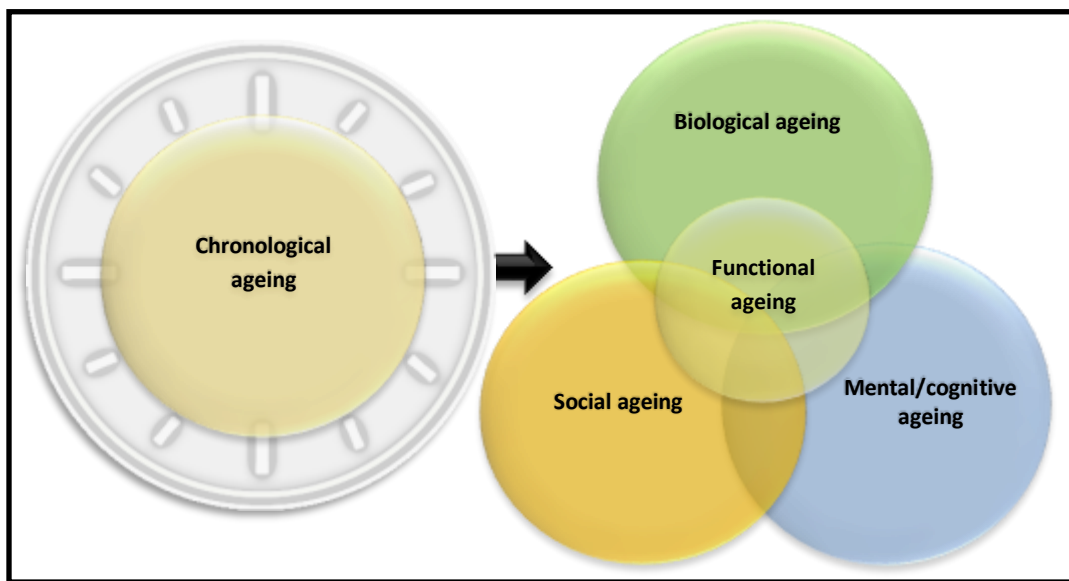 Chronological
ageing
Biological ageing
Functional
ageing
Social ageing
Mental/cognitive
ageing